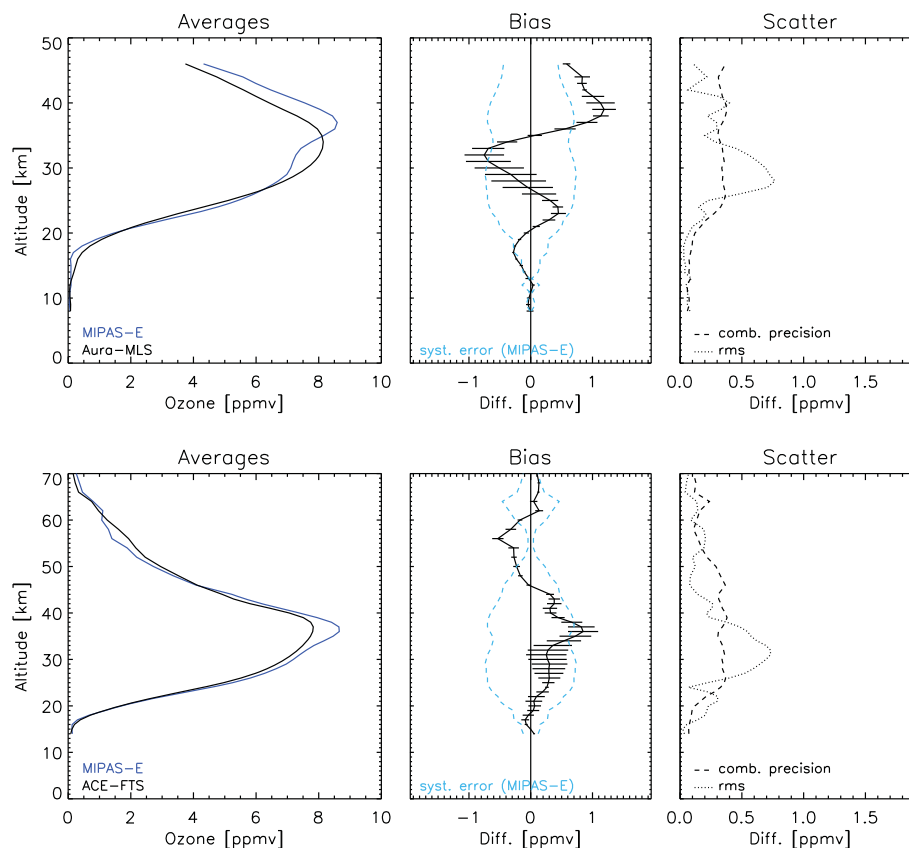 Averages
Bias
Scatter
50
40
30
20
10
0
Altitude [km]
MIPAS-E
Aura-MLS
0 2 4 6 8 10
Ozone [ppmv]
syst. error (MIPAS-E)
-1 0 1
Diff. [ppmv]
comb. precision
rms
0.0 0.5 1.0 1.5
Diff. [ppmv]
Averages
Bias
Scatter
70
60
50
40
30
20
10
0
Altitude [km]
MIPAS-E
ACE-FTS
0 2 4 6 8 10
Ozone [ppmv]
syst. error (MIPAS-E)
-1 0 1
Diff. [ppmv]
comb. precision
rms
0.0 0.5 1.0 1.5
Diff. [ppmv]